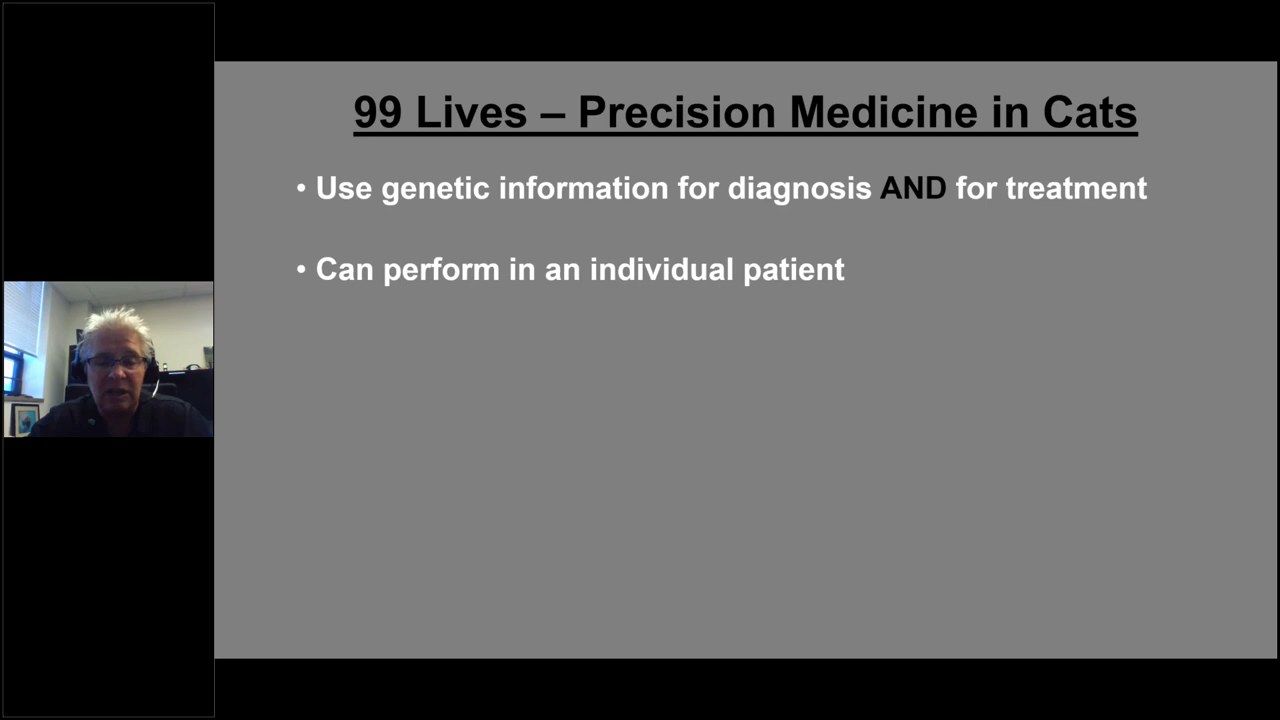 99 Lives – Precision Medicine in Cats
• Use genetic information for diagnosis AND for treatment
• Can perform in an individual patient